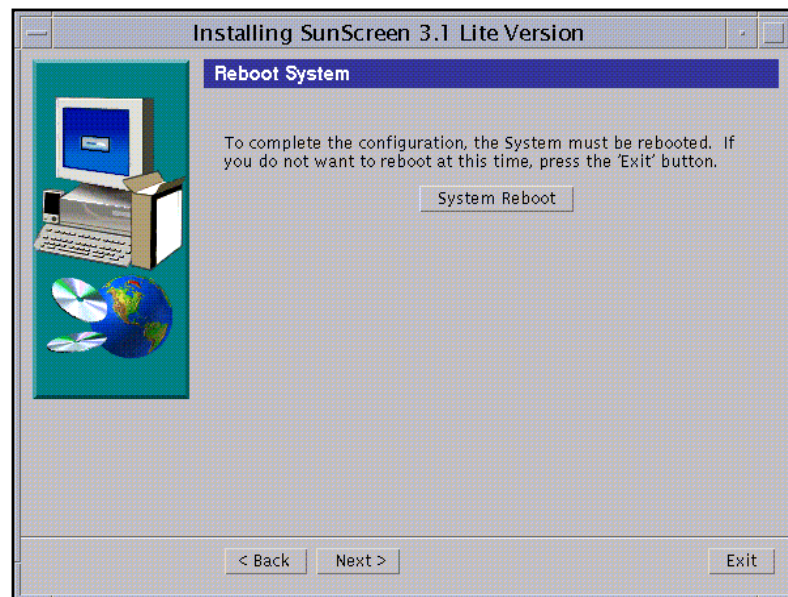 Installing SunScreen 3.1 Lite Version
Reboot System
To complete the configuration, the System must be rebooted. If
you do not want to reboot at this time, press the 'Exit' button.
System Reboot
< Back
Next >
Exit